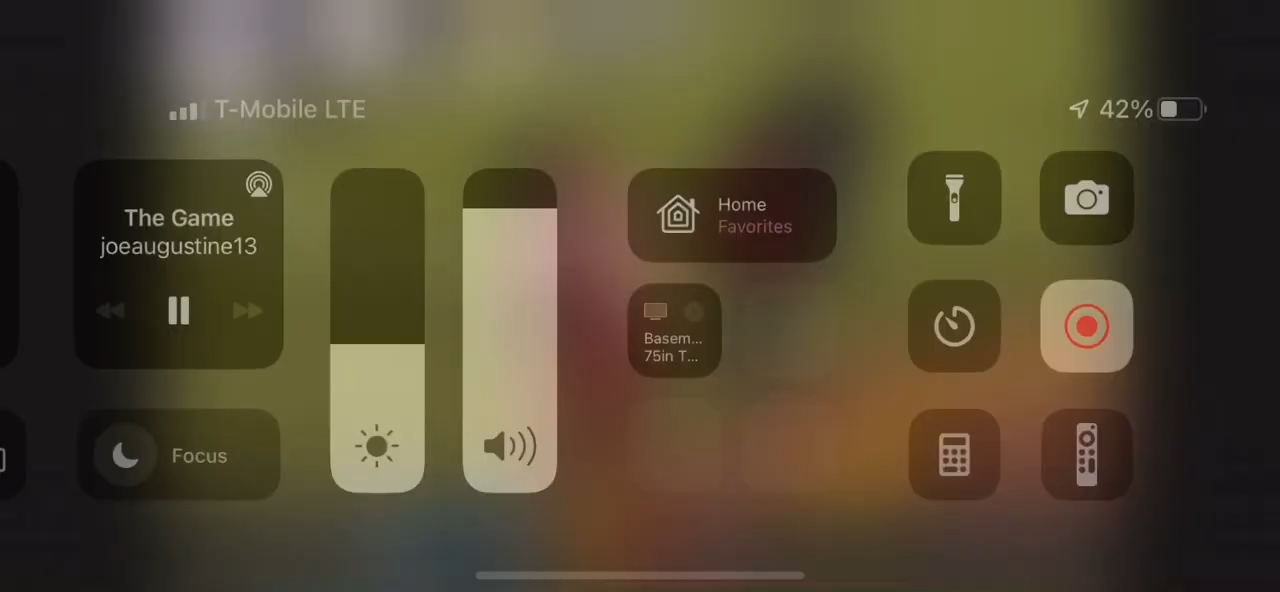 T-Mobile LTE
42%
The Game
joeaugustine13
Home
Favorites
Basem...
75in T...
Focus